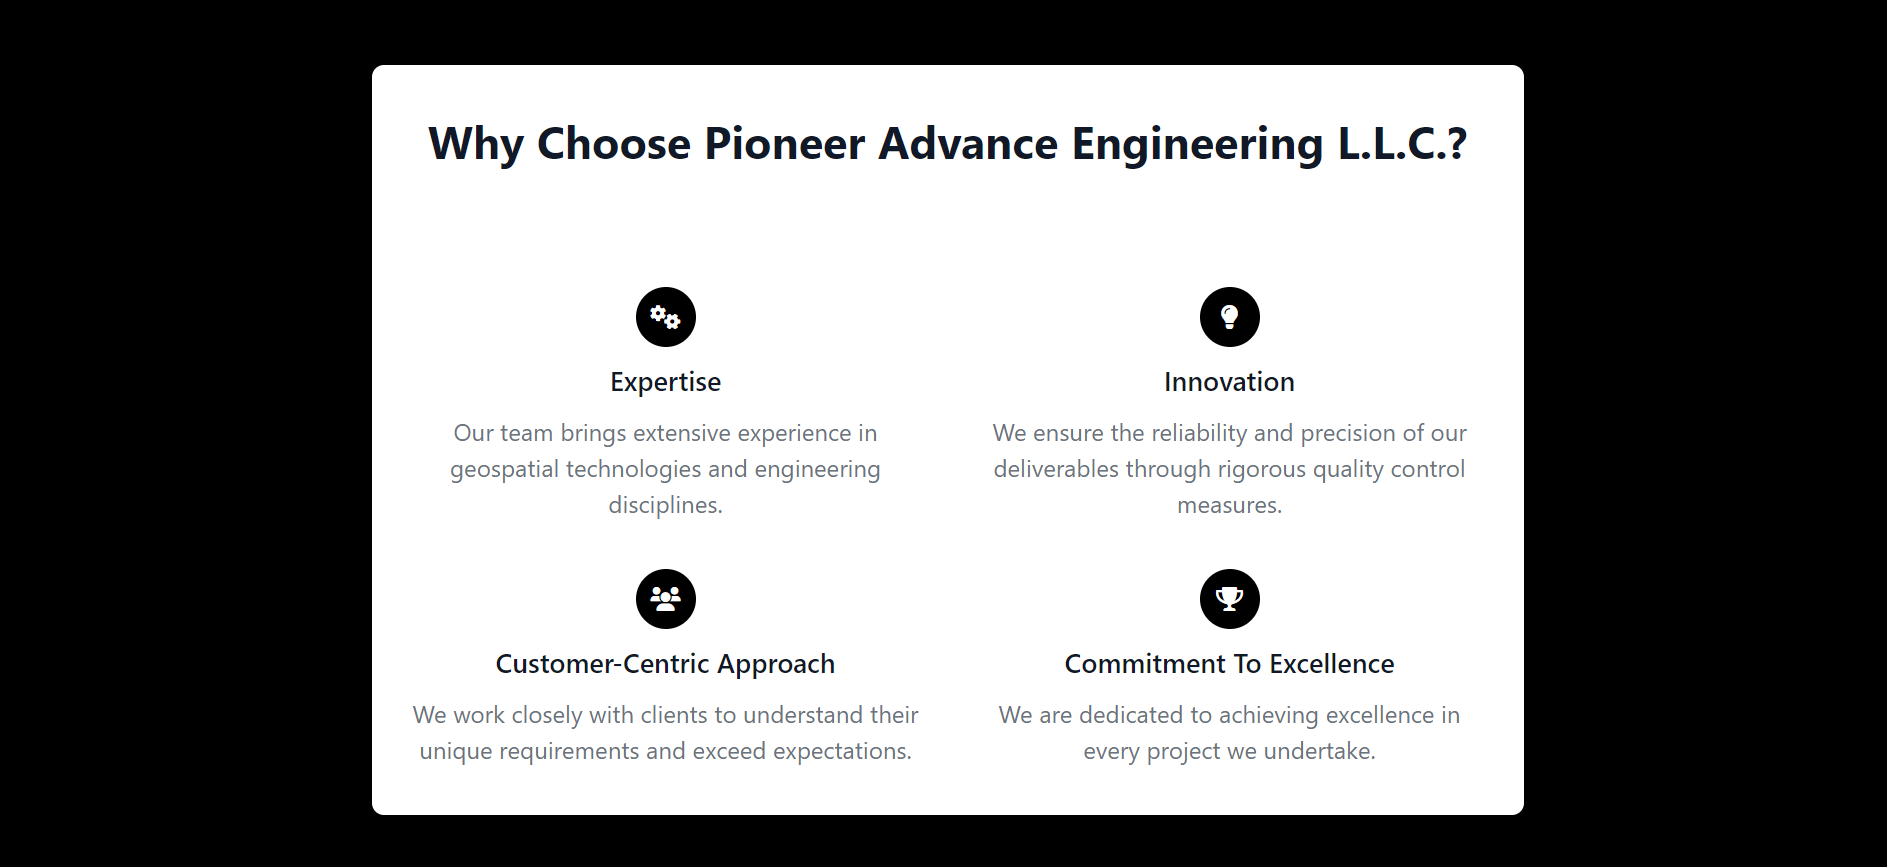 Why Choose Pioneer Advance Engineering L.L.C.?
Expertise
Our team brings extensive experience in
geospatial technologies and engineering
disciplines.
Innovation
We ensure the reliability and precision of our
deliverables through rigorous quality control
measures.
Customer-Centric Approach
We work closely with clients to understand their
unique requirements and exceed expectations.
Commitment To Excellence
We are dedicated to achieving excellence in
every project we undertake.